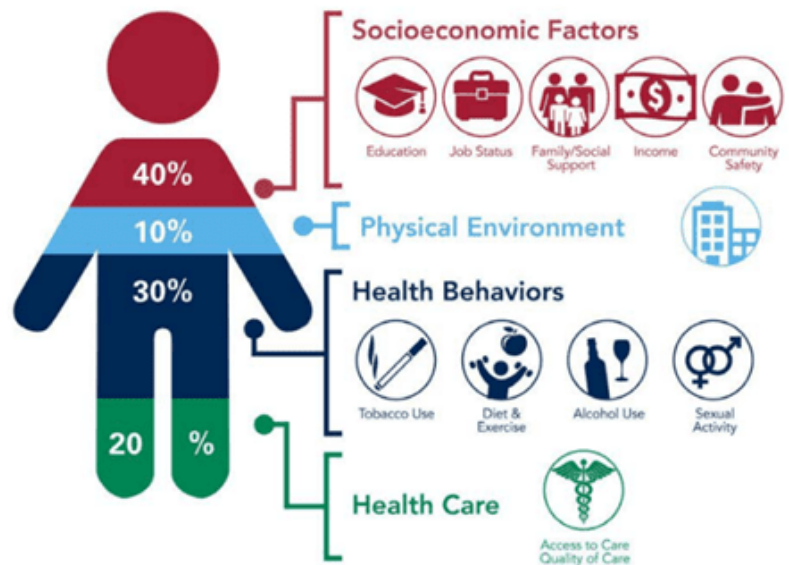 Socioeconomic Factors
Education
Job Status
Family/Social
Support
Income
Community
Safety
40%
10%
Physical Environment
30%
Health Behaviors
Tobacco Use
Diet &
Exercise
Alcohol Use
Sexual
Activity
20 %
Health Care
Access to Care
Quality of Care